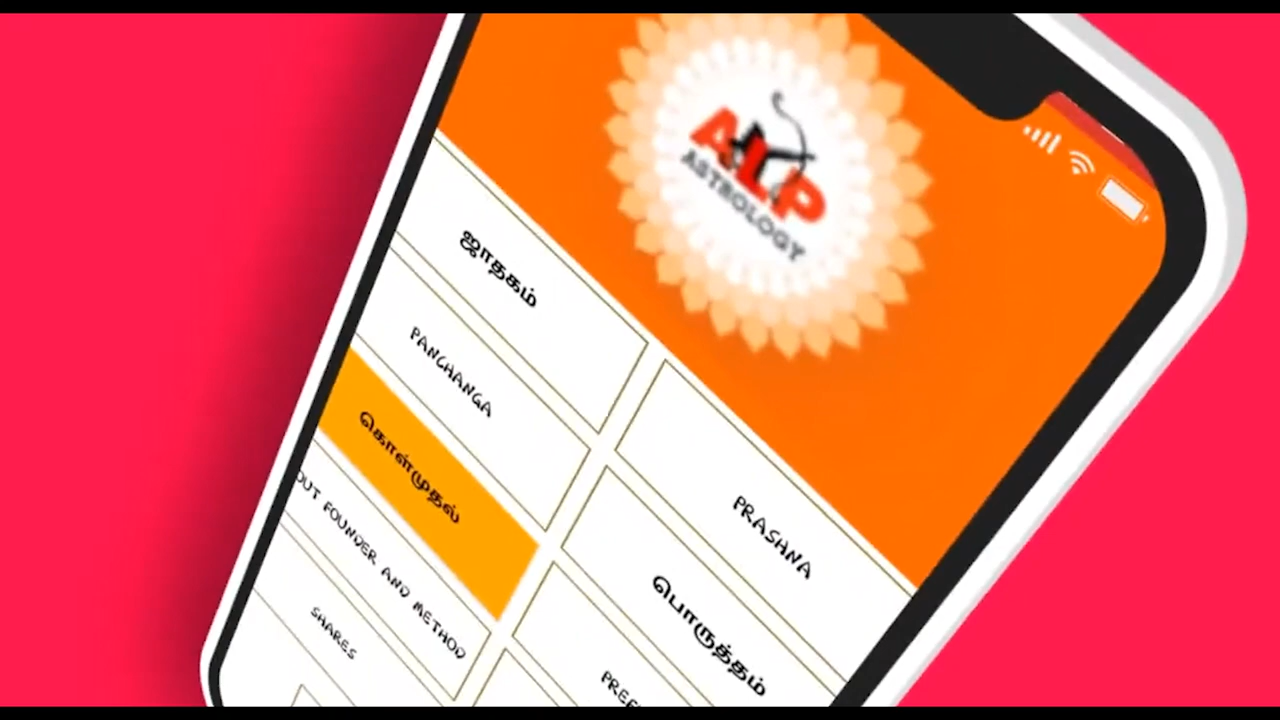 ALP
ASTROLOGY
ஜாதகம்
PRASHNA
PANCHANGA
பொருத்தம்
கொள்முதல்
OUT FOUNDER AND METHOD
SHARES